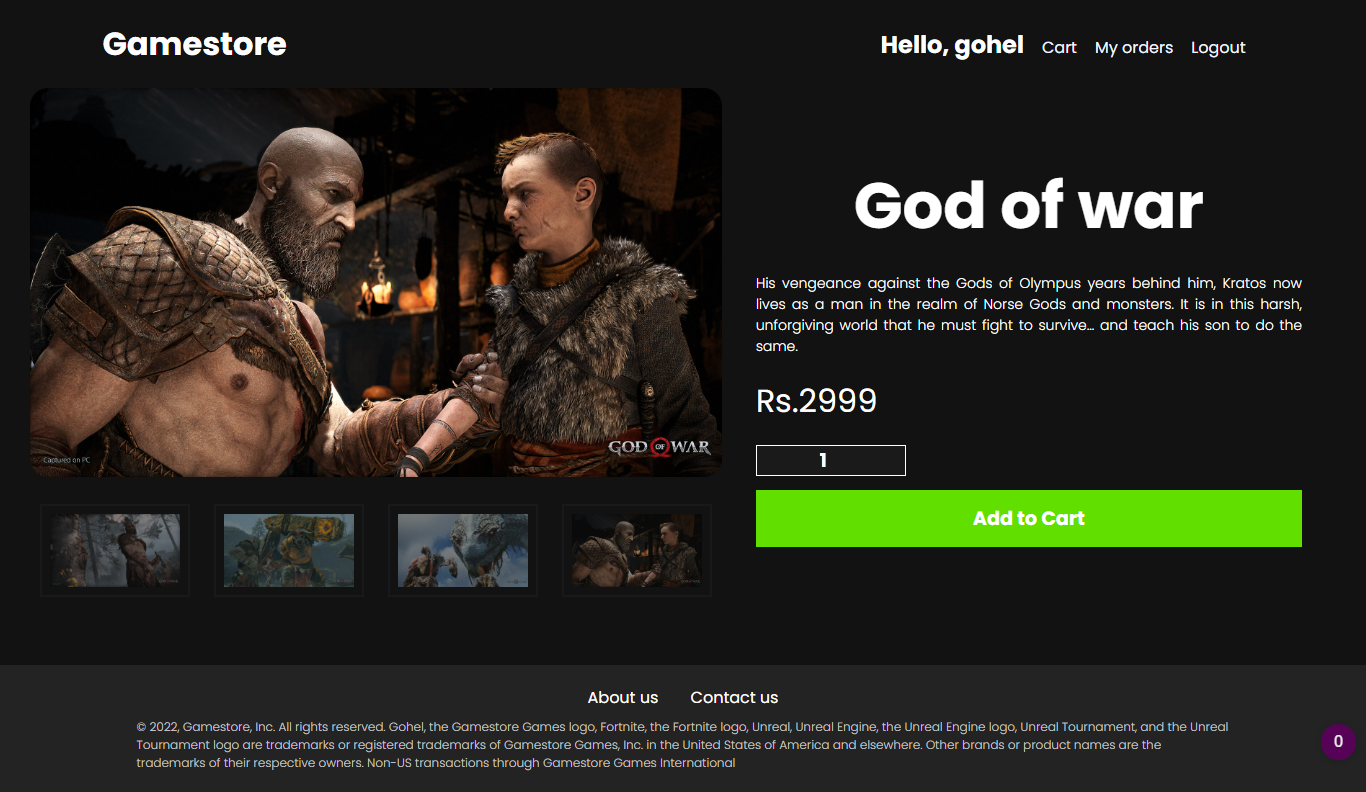 Gamestore
Hello, gohel Cart My orders Logout
Captured on PC
GOD OF WAR
God of war
His vengeance against the Gods of Olympus years behind him, Kratos now
lives as a man in the realm of Norse Gods and monsters. It is in this harsh,
unforgiving world that he must fight to survive… and teach his son to do the
same.
Rs.2999
1
Add to Cart
About us Contact us
© 2022, Gamestore, Inc. All rights reserved. Gohel, the Gamestore Games logo, Fortnite, the Fortnite logo, Unreal, Unreal Engine, the Unreal Engine logo, Unreal Tournament, and the Unreal
Tournament logo are trademarks or registered trademarks of Gamestore Games, Inc. in the United States of America and elsewhere. Other brands or product names are the
trademarks of their respective owners. Non-US transactions through Gamestore Games International
0